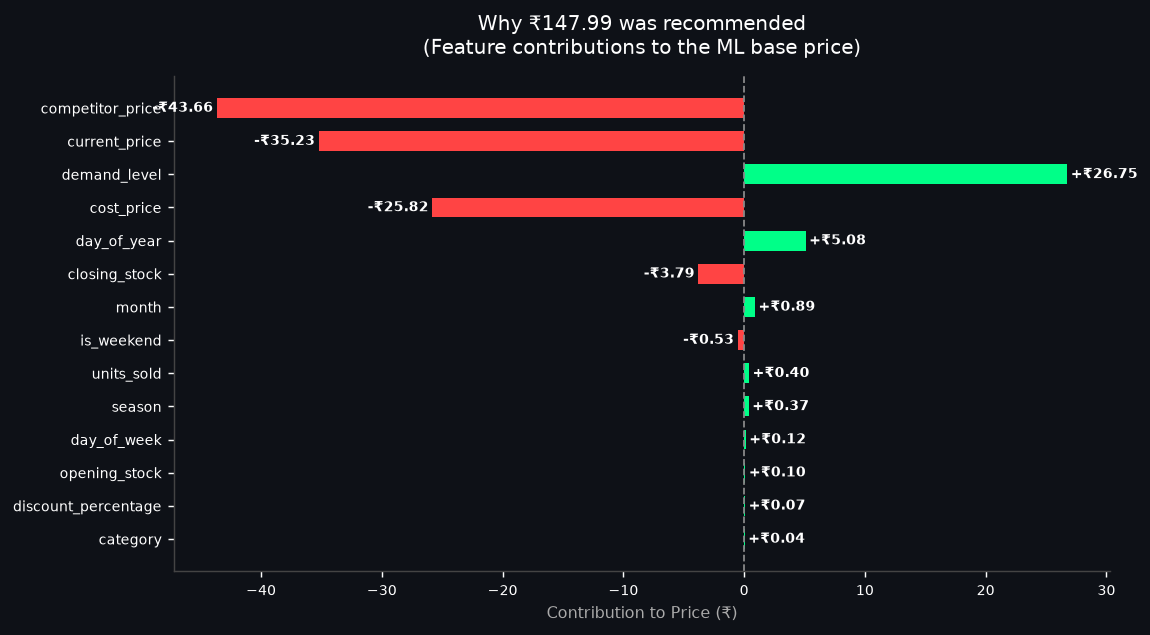 Why ₹147.99 was recommended
(Feature contributions to the ML base price)
competitor_price -₹43.66
current_price -₹35.23
demand_level +₹26.75
cost_price -₹25.82
day_of_year +₹5.08
closing_stock -₹3.79
month +₹0.89
is_weekend -₹0.53
units_sold +₹0.40
season +₹0.37
day_of_week +₹0.12
opening_stock +₹0.10
discount_percentage +₹0.07
category +₹0.04
−40 −30 −20 −10 0 10 20 30
Contribution to Price (₹)